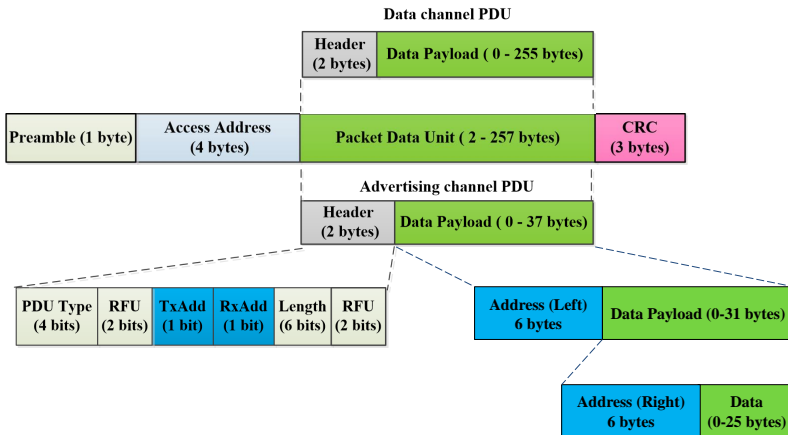 Data channel PDU
Header
(2 bytes)
Data Payload ( 0 - 255 bytes)
Preamble (1 byte)
Access Address
(4 bytes)
Packet Data Unit ( 2 - 257 bytes)
CRC
(3 bytes)
Advertising channel PDU
Header
(2 bytes)
Data Payload ( 0 - 37 bytes)
PDU Type
(4 bits)
RFU
(2 bits)
TxAdd
(1 bit)
RxAdd
(1 bit)
Length
(6 bits)
RFU
(2 bits)
Address (Left)
6 bytes
Data Payload (0-31 bytes)
Address (Right)
6 bytes
Data
(0-25 bytes)